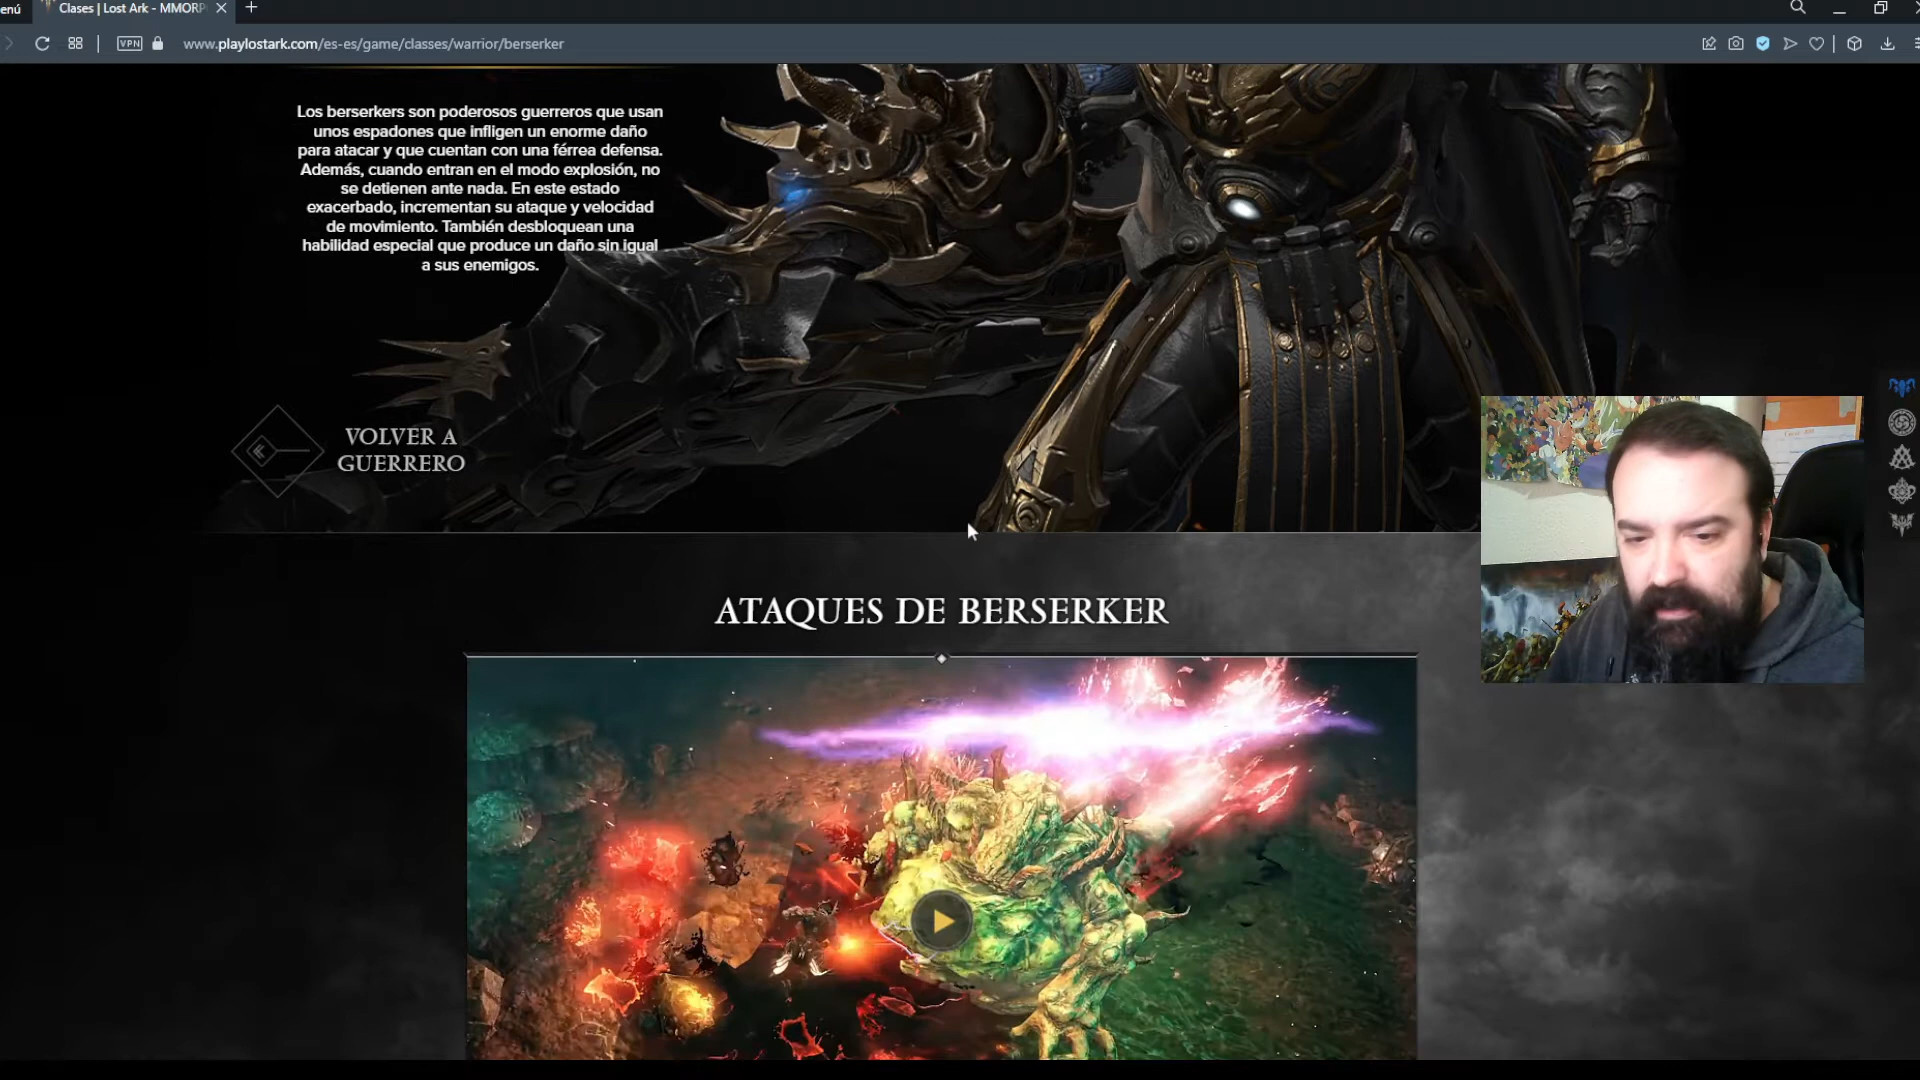 enú
Clases | Lost Ark - MMORP
VPN
www.playlostark.com/es-es/game/classes/warrior/berserker
Los berserkers son poderosos guerreros que usan
unos espadones que infligen un enorme daño
para atacar y que cuentan con una férrea defensa.
Además, cuando entran en el modo explosión, no
se detienen ante nada. En este estado
exacerbado, incrementan su ataque y velocidad
de movimiento. También desbloquean una
habilidad especial que produce un daño sin igual
a sus enemigos.
VOLVER A
GUERRERO
ATAQUES DE BERSERKER